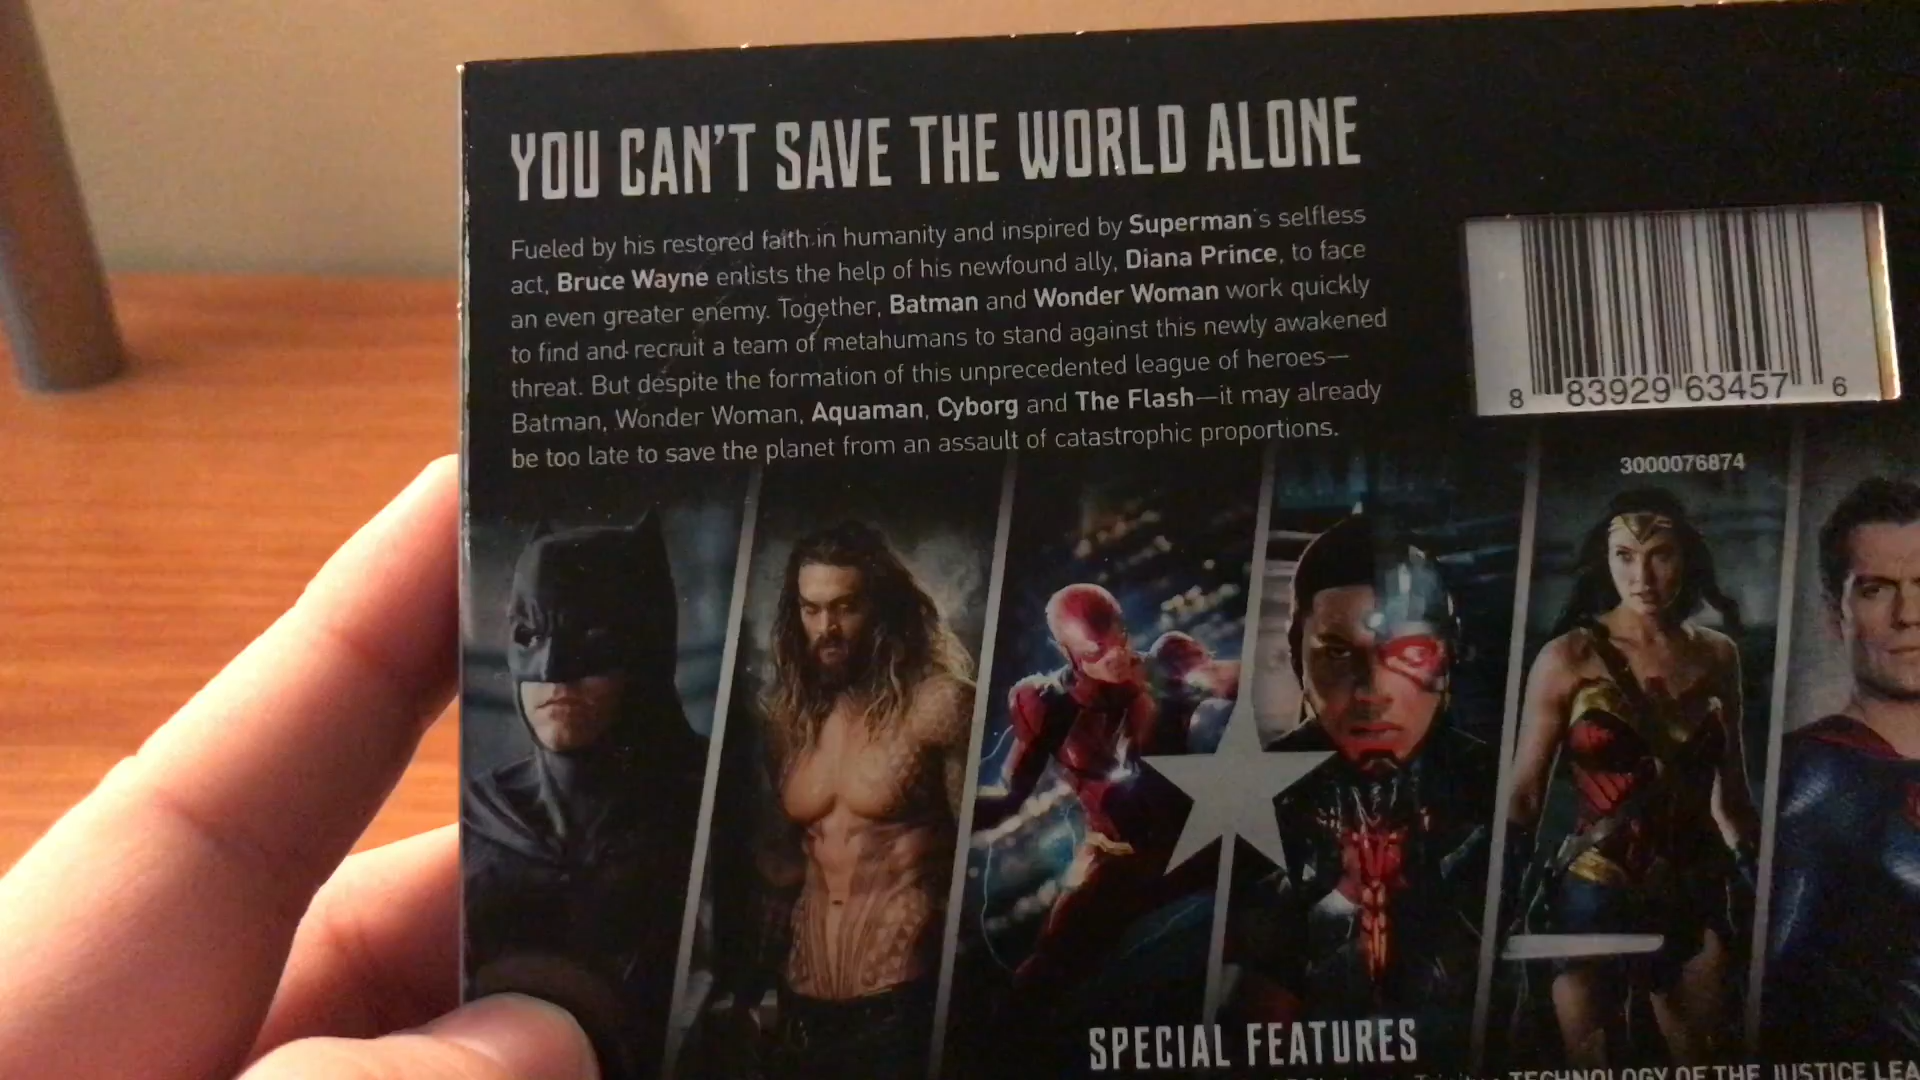 YOU CAN'T SAVE THE WORLD ALONE
Fueled by his restored faith in humanity and inspired by Superman's selfless
act, Bruce Wayne enlists the help of his newfound ally, Diana Prince, to face
an even greater enemy. Together, Batman and Wonder Woman work quickly
to find and recruit a team of metahumans to stand against this newly awakened
threat. But despite the formation of this unprecedented league of heroes—
Batman, Wonder Woman, Aquaman, Cyborg and The Flash—it may already
be too late to save the planet from an assault of catastrophic proportions.
8 83929 63457 6
3000076874
SPECIAL FEATURES
TECHNOLOGY OF THE JUSTICE LEA